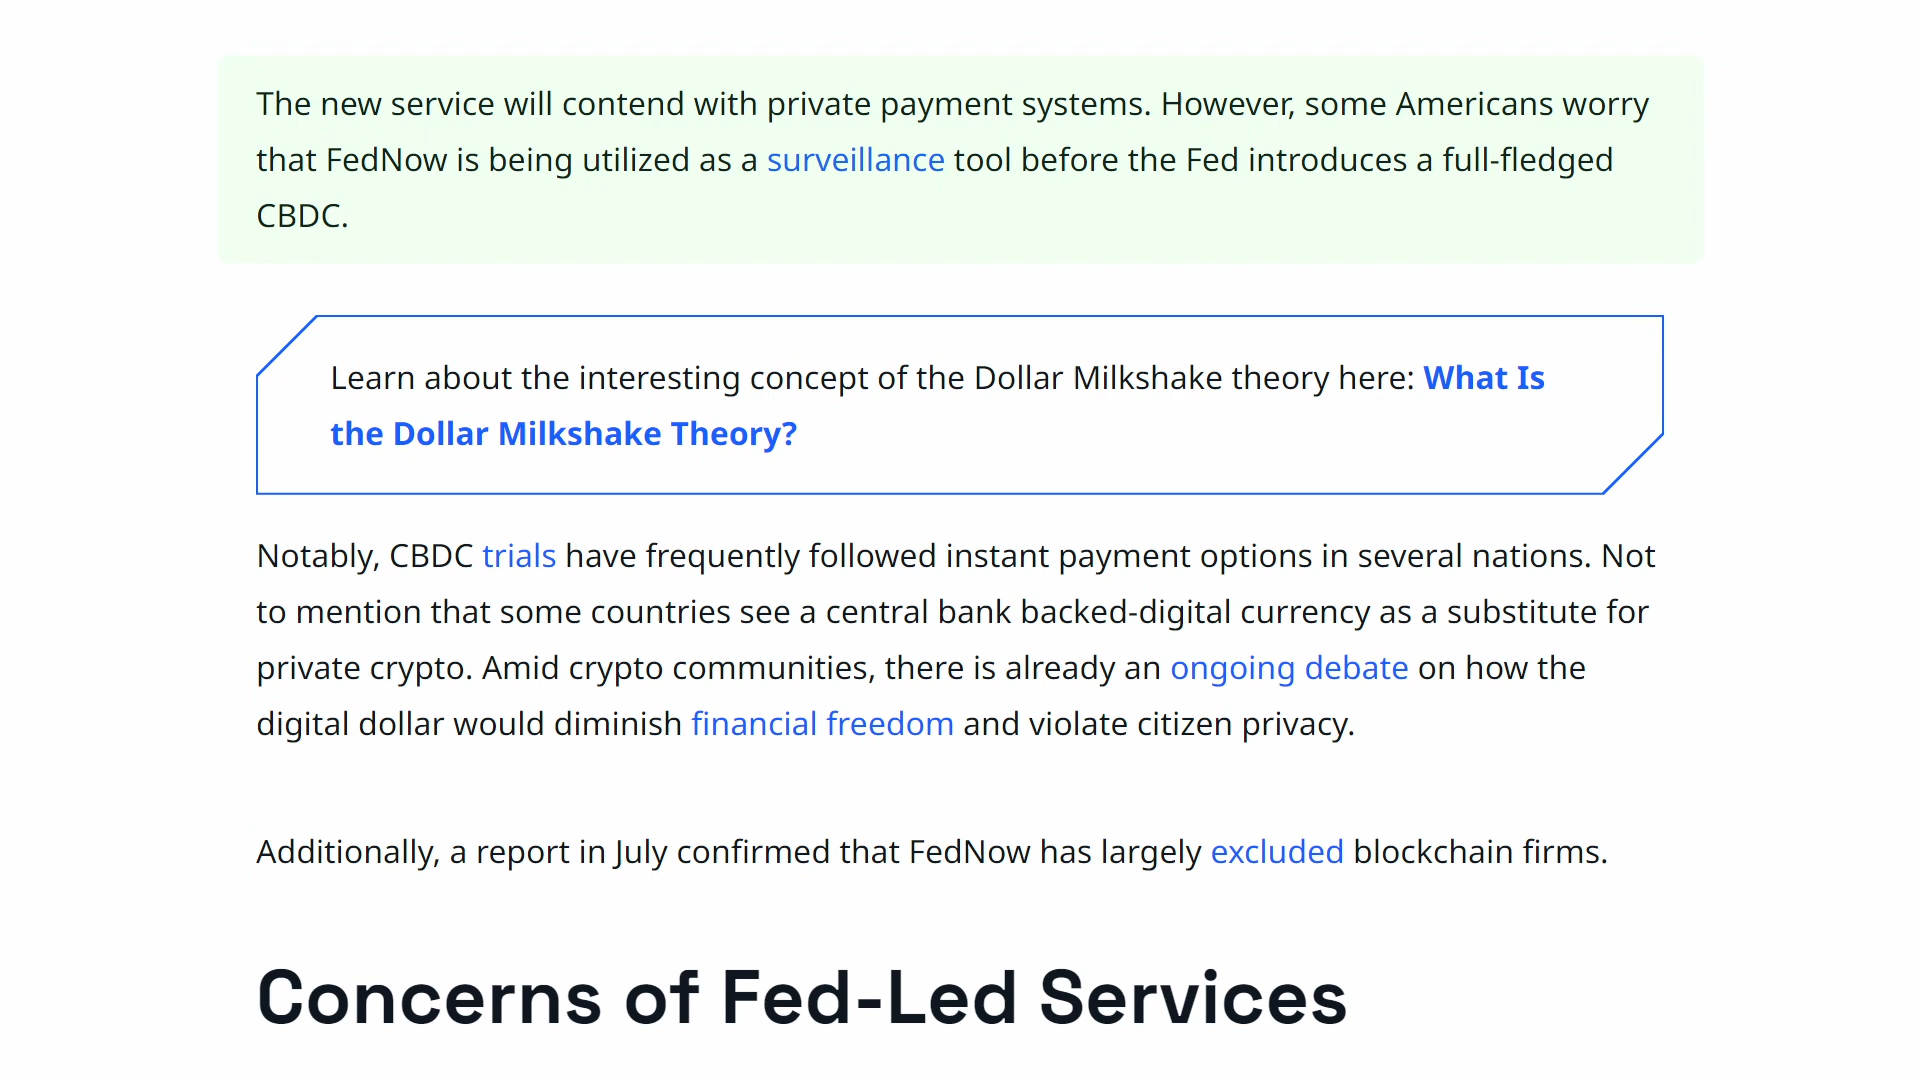 The new service will contend with private payment systems. However, some Americans worry
that FedNow is being utilized as a surveillance tool before the Fed introduces a full-fledged
CBDC.
Learn about the interesting concept of the Dollar Milkshake theory here: What Is
the Dollar Milkshake Theory?
Notably, CBDC trials have frequently followed instant payment options in several nations. Not
to mention that some countries see a central bank backed-digital currency as a substitute for
private crypto. Amid crypto communities, there is already an ongoing debate on how the
digital dollar would diminish financial freedom and violate citizen privacy.
Additionally, a report in July confirmed that FedNow has largely excluded blockchain firms.
Concerns of Fed-Led Services